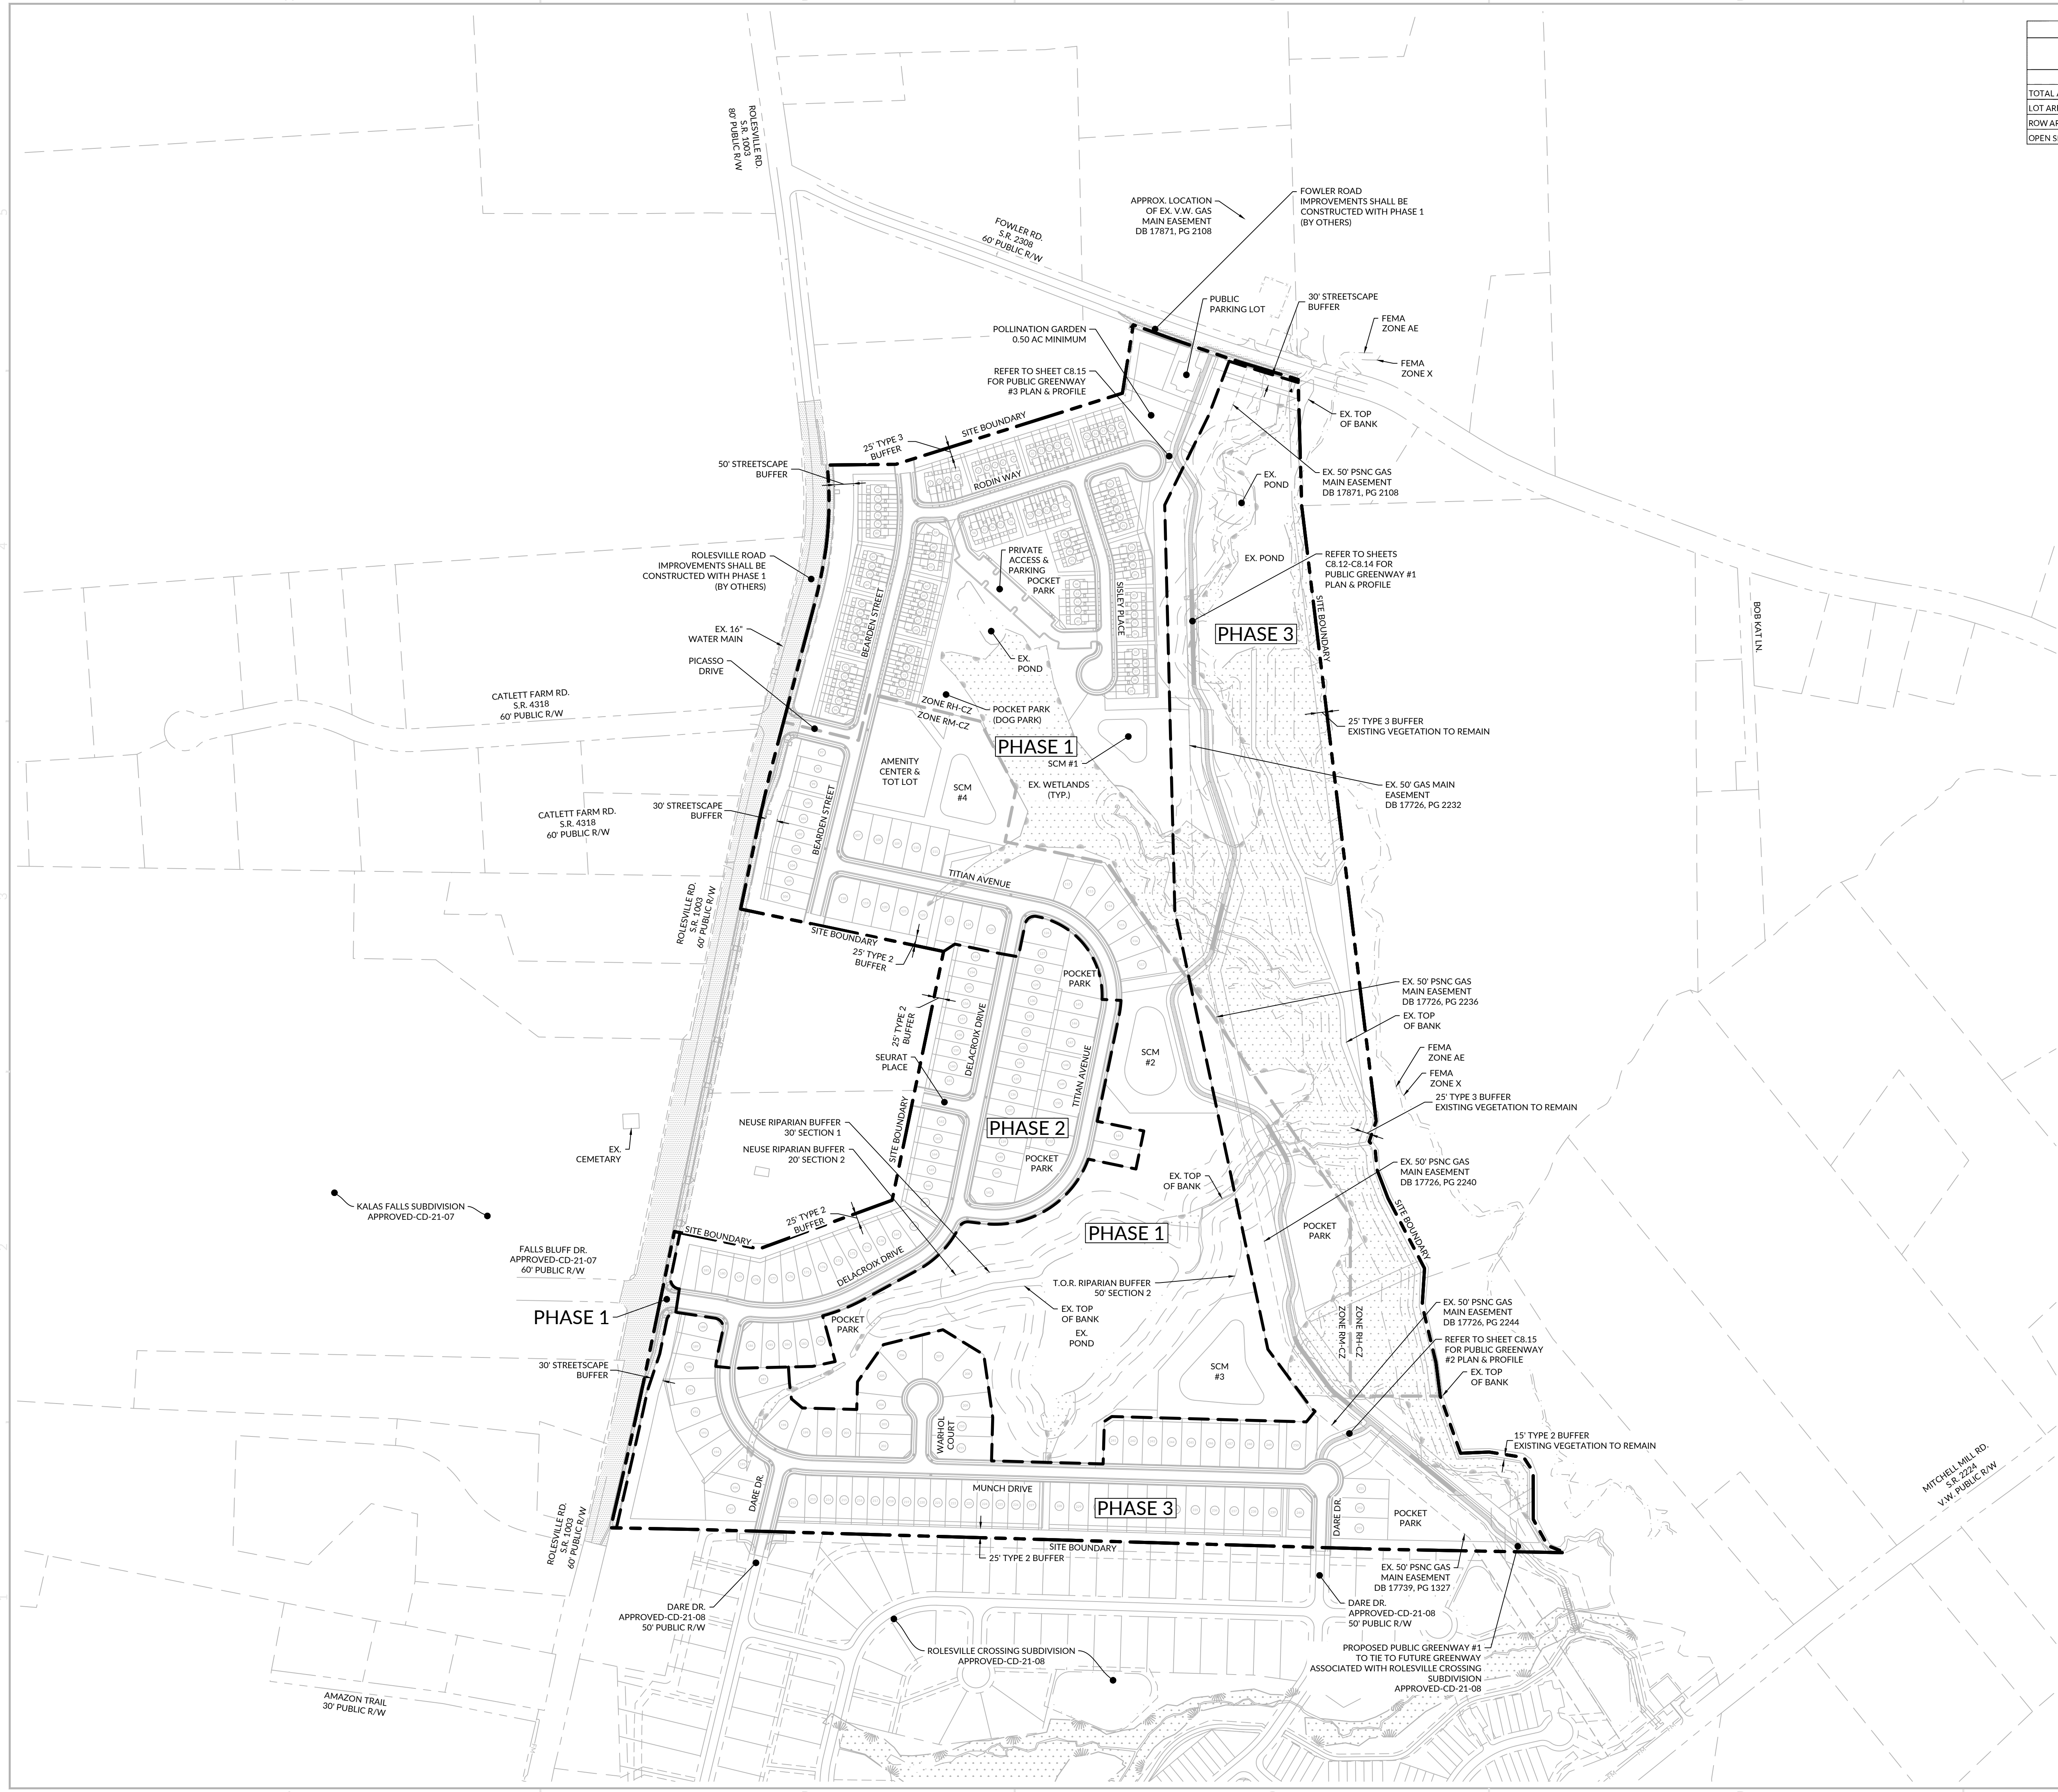 TOTAL
LOT
ROW
OPEN
ROLESVILLE RD.
S.R. 1003
80' PUBLIC R/W
FOWLER RD.
S.R. 2308
60' PUBLIC R/W
APPROX. LOCATION
OF EX. V.W. GAS
MAIN EASEMENT
DB 17871, PG 2108
FOWLER ROAD
IMPROVEMENTS SHALL BE
CONSTRUCTED WITH PHASE 1
(BY OTHERS)
PUBLIC
PARKING LOT
30' STREETSCAPE
BUFFER
FEMA
ZONE AE
FEMA
ZONE X
POLLINATION GARDEN
0.50 AC MINIMUM
REFER TO SHEET C8.15
FOR PUBLIC GREENWAY
#3 PLAN & PROFILE
EX. TOP
OF BANK
SITE BOUNDARY
25' TYPE 3
BUFFER
50' STREETSCAPE
BUFFER
RODIN WAY
EX.
POND
EX. 50' PSNC GAS
MAIN EASEMENT
DB 17871, PG 2108
ROLESVILLE ROAD
IMPROVEMENTS SHALL BE
CONSTRUCTED WITH PHASE 1
(BY OTHERS)
PRIVATE
ACCESS &
PARKING
POCKET
PARK
EX. POND
REFER TO SHEETS
C8.12-C8.14 FOR
PUBLIC GREENWAY #1
PLAN & PROFILE
BEARDEN STREET
SISLEY PLACE
SITE BOUNDARY
BOB KAT LN.
PHASE 3
EX. 16"
WATER MAIN
PICASSO
DRIVE
EX.
POND
CATLETT FARM RD.
S.R. 4318
60' PUBLIC R/W
ZONE RH-CZ
ZONE RM-CZ
POCKET PARK
(DOG PARK)
25' TYPE 3 BUFFER
EXISTING VEGETATION TO REMAIN
PHASE 1
SCM #1
AMENITY
CENTER &
TOT LOT
SCM
#4
EX. WETLANDS
(TYP.)
EX. 50' GAS MAIN
EASEMENT
DB 17726, PG 2232
30' STREETSCAPE
BUFFER
BEARDEN STREET
CATLETT FARM RD.
S.R. 4318
60' PUBLIC R/W
TITIAN AVENUE
ROLESVILLE RD.
S.R. 1003
60' PUBLIC R/W
SITE BOUNDARY
25' TYPE 2
BUFFER
POCKET
PARK
EX. 50' PSNC GAS
MAIN EASEMENT
DB 17726, PG 2236
EX. TOP
OF BANK
25' TYPE 2
BUFFER
DELACROIX DRIVE
TITIAN AVENUE
SEURAT
PLACE
SCM
#2
FEMA
ZONE AE
FEMA
ZONE X
25' TYPE 3 BUFFER
EXISTING VEGETATION TO REMAIN
NEUSE RIPARIAN BUFFER
30' SECTION 1
NEUSE RIPARIAN BUFFER
20' SECTION 2
SITE BOUNDARY
PHASE 2
POCKET
PARK
EX.
CEMETARY
EX. TOP
OF BANK
EX. 50' PSNC GAS
MAIN EASEMENT
DB 17726, PG 2240
KALAS FALLS SUBDIVISION
APPROVED-CD-21-07
25' TYPE 2
BUFFER
SITE BOUNDARY
PHASE 1
POCKET
PARK
SITE BOUNDARY
FALLS BLUFF DR.
APPROVED-CD-21-07
60' PUBLIC R/W
DELACROIX DRIVE
T.O.R. RIPARIAN BUFFER
50' SECTION 2
PHASE 1
POCKET
PARK
EX. TOP
OF BANK
EX.
POND
ZONE RM-CZ
ZONE RH-CZ
EX. 50' PSNC GAS
MAIN EASEMENT
DB 17726, PG 2244
REFER TO SHEET C8.15
FOR PUBLIC GREENWAY
#2 PLAN & PROFILE
EX. TOP
OF BANK
30' STREETSCAPE
BUFFER
SCM
#3
WARHOL
COURT
15' TYPE 2 BUFFER
EXISTING VEGETATION TO REMAIN
MITCHELL MILL RD.
S.R. 2224
V.W. PUBLIC R/W
DARE DR.
MUNCH DRIVE
PHASE 3
DARE DR.
POCKET
PARK
ROLESVILLE RD.
S.R. 1003
60' PUBLIC R/W
SITE BOUNDARY
25' TYPE 2 BUFFER
EX. 50' PSNC GAS
MAIN EASEMENT
DB 17739, PG 1327
DARE DR.
APPROVED-CD-21-08
50' PUBLIC R/W
DARE DR.
APPROVED-CD-21-08
50' PUBLIC R/W
ROLESVILLE CROSSING SUBDIVISION
APPROVED-CD-21-08
PROPOSED PUBLIC GREENWAY #1
TO TIE TO FUTURE GREENWAY
ASSOCIATED WITH ROLESVILLE CROSSING
SUBDIVISION
APPROVED-CD-21-08
AMAZON TRAIL
30' PUBLIC R/W